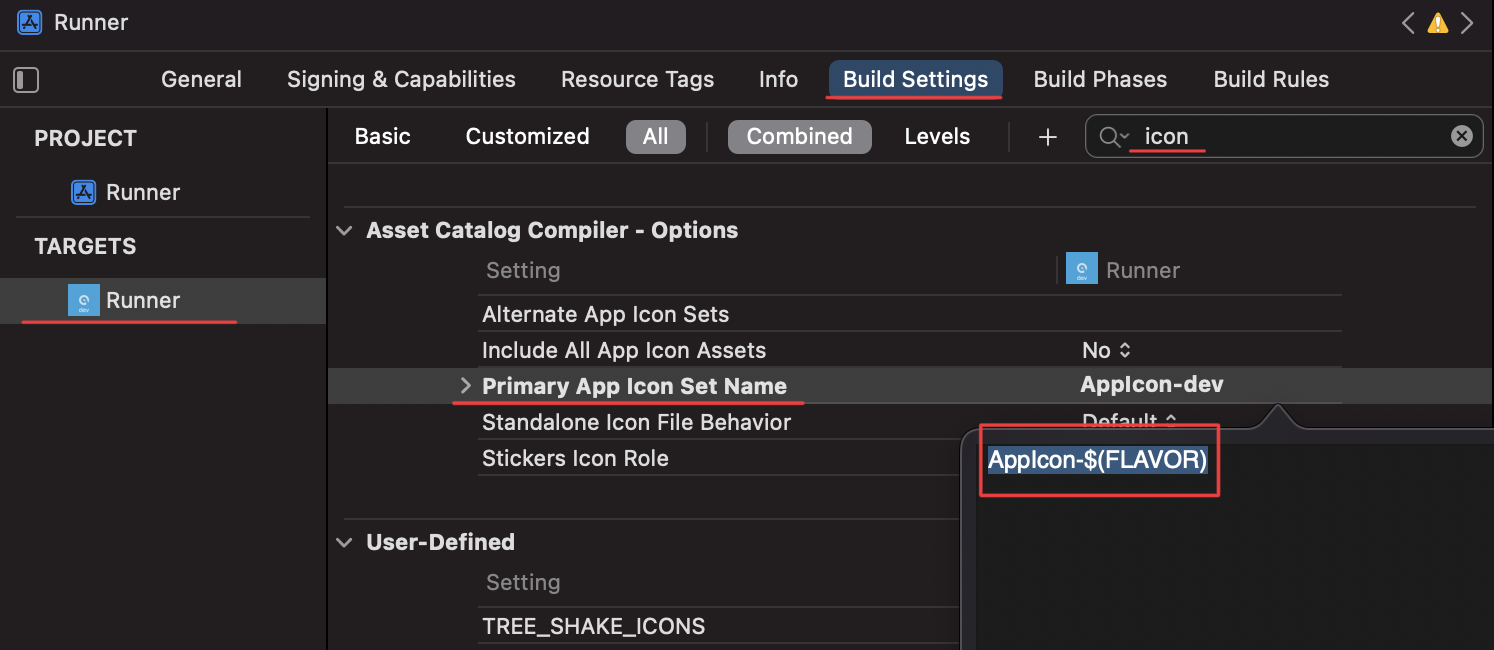 Runner
General Signing & Capabilities Resource Tags Info Build Settings Build Phases Build Rules
PROJECT
Runner
TARGETS
Runner
Basic Customized All Combined Levels + icon
Asset Catalog Compiler - Options
Setting Runner
Alternate App Icon Sets
Include All App Icon Assets No
Primary App Icon Set Name AppIcon-dev
Standalone Icon File Behavior Default
Stickers Icon Role
AppIcon-$(FLAVOR)
User-Defined
Setting
TREE_SHAKE_ICONS
dev
dev